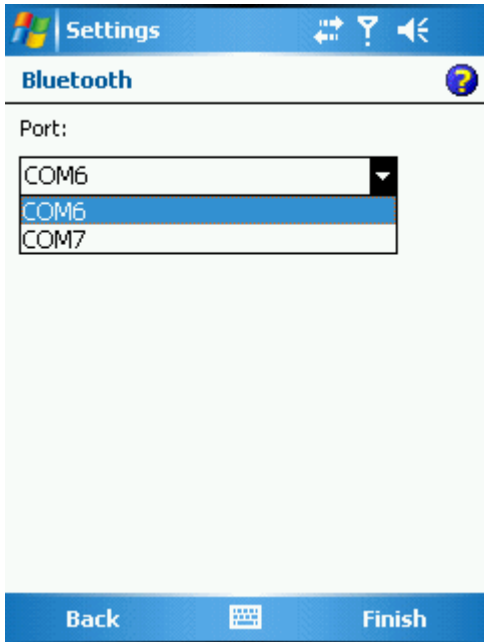 Settings
Bluetooth
Port:
COM6
COM6
COM7
Back
Finish